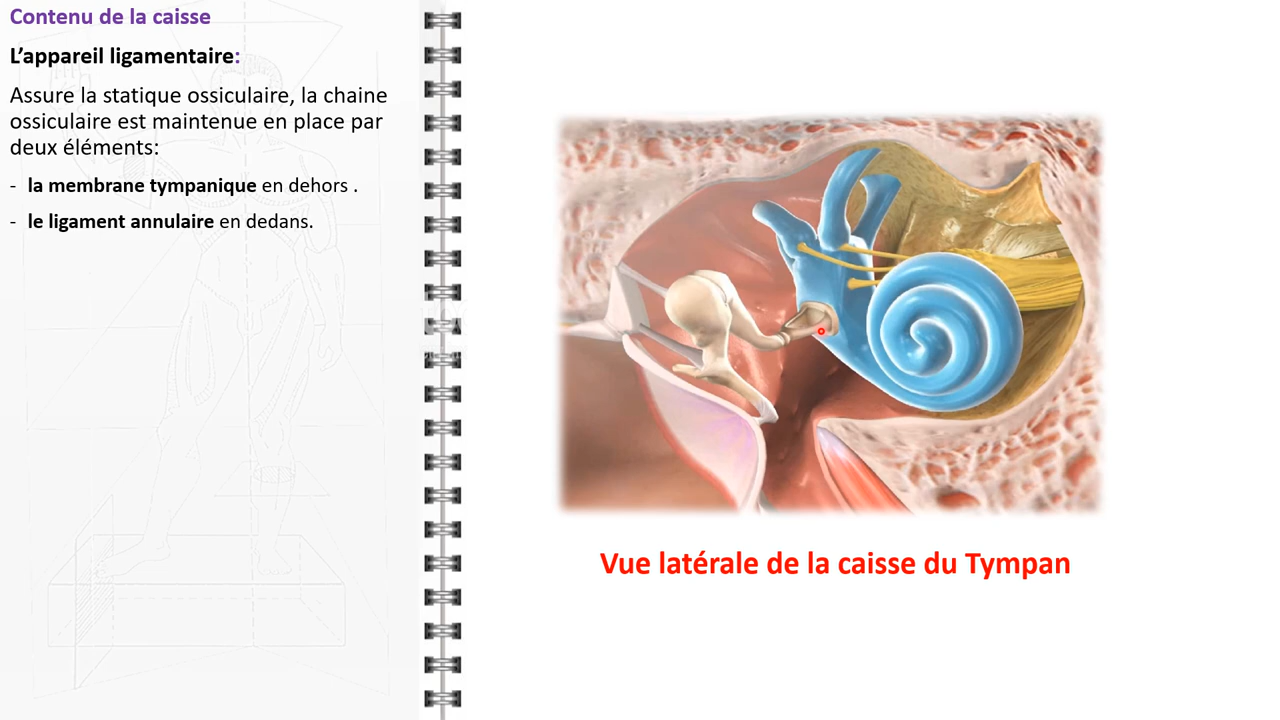 Contenu de la caisse
L’appareil ligamentaire:
Assure la statique ossiculaire, la chaine
ossiculaire est maintenue en place par
deux éléments:
- la membrane tympanique en dehors .
- le ligament annulaire en dedans.
Vue latérale de la caisse du Tympan